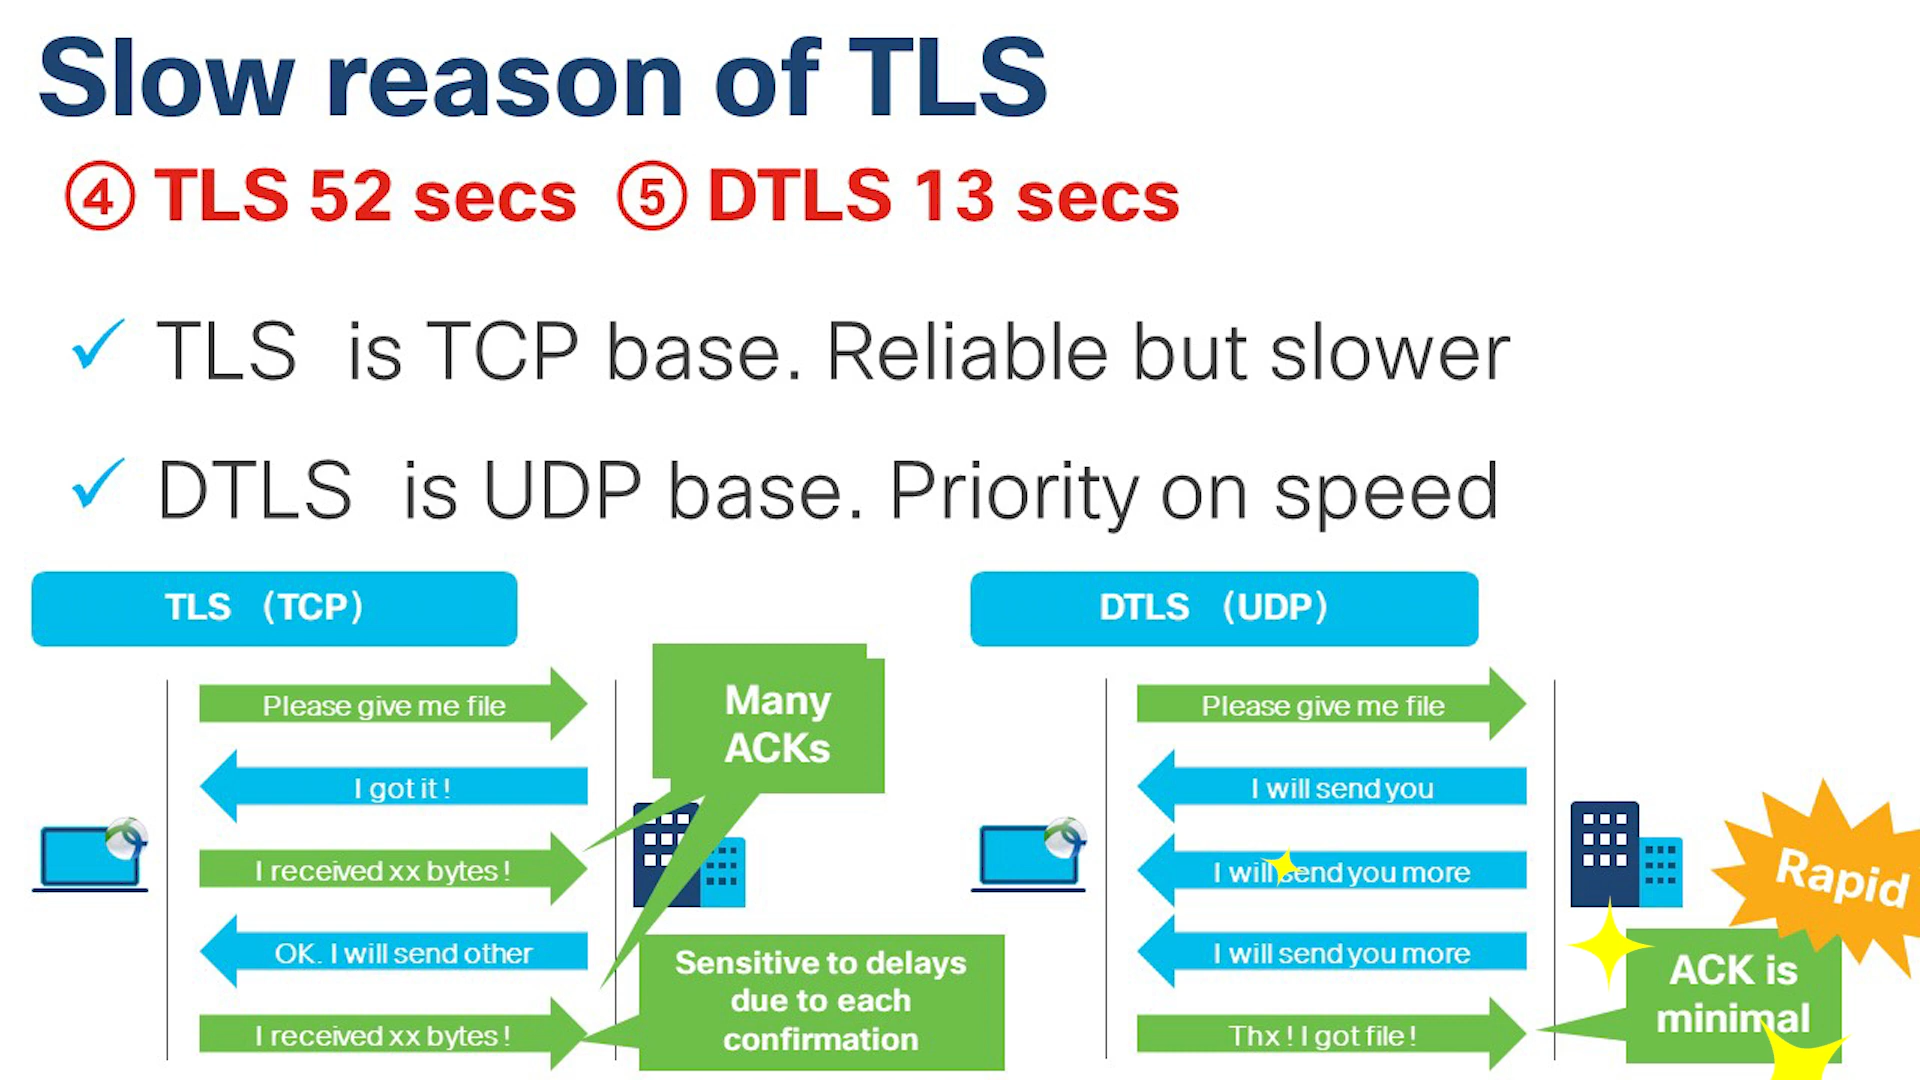 Slow reason of TLS
④ TLS 52 secs ⑤ DTLS 13 secs
✓ TLS is TCP base. Reliable but slower
✓ DTLS is UDP base. Priority on speed
TLS (TCP)
Please give me file
I got it !
I received xx bytes !
OK. I will send other
I received xx bytes !
Many
ACKs
Sensitive to delays
due to each
confirmation
DTLS (UDP)
Please give me file
I will send you
I will send you more
I will send you more
Thx ! I got file !
Rapid
ACK is
minimal